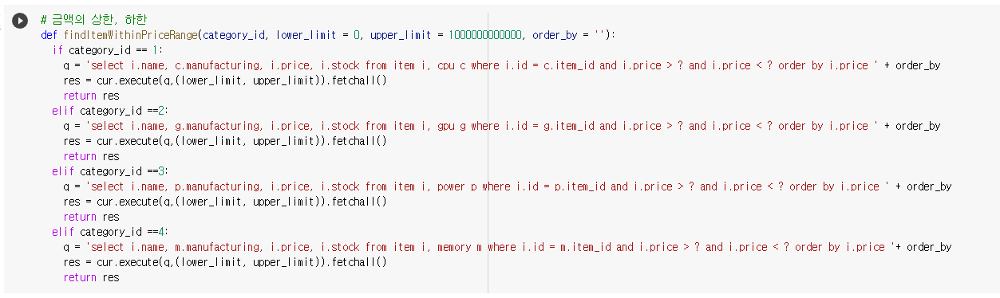 # 금액의 상한, 하한
def findItemWithinPriceRange(category_id, lower_limit = 0, upper_limit = 1000000000000, order_by = ''):
  if category_id == 1:
    q = 'select i.name, c.manufacturing, i.price, i.stock from item i, cpu c where i.id = c.item_id and i.price > ? and i.price < ? order by i.price ' + order_by
    res = cur.execute(q,(lower_limit, upper_limit)).fetchall()
    return res
  elif category_id ==2:
    q = 'select i.name, g.manufacturing, i.price, i.stock from item i, gpu g where i.id = g.item_id and i.price > ? and i.price < ? order by i.price ' + order_by
    res = cur.execute(q,(lower_limit, upper_limit)).fetchall()
    return res
  elif category_id ==3:
    q = 'select i.name, p.manufacturing, i.price, i.stock from item i, power p where i.id = p.item_id and i.price > ? and i.price < ? order by i.price ' + order_by
    res = cur.execute(q,(lower_limit, upper_limit)).fetchall()
    return res
  elif category_id ==4:
    q = 'select i.name, m.manufacturing, i.price, i.stock from item i, memory m where i.id = m.item_id and i.price > ? and i.price < ? order by i.price '+ order_by
    res = cur.execute(q,(lower_limit, upper_limit)).fetchall()
    return res